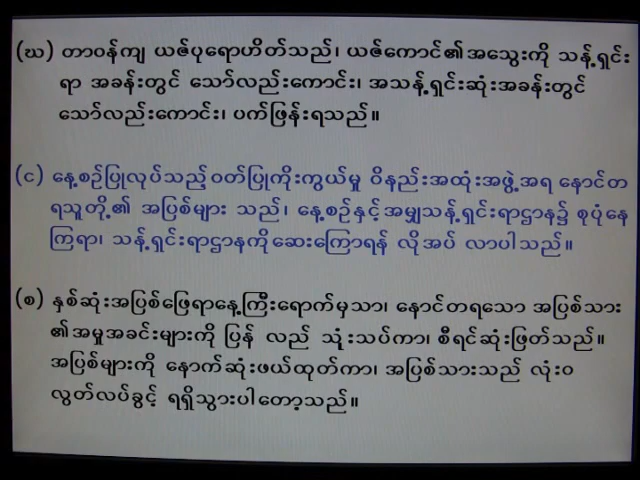 (ဃ) တာဝန်ကျ ယဇ်ပုရောဟိတ်သည်၊ ယဇ်ကောင်၏အသွေးကို သန့်ရှင်း
ရာ အခန်းတွင် သော်လည်းကောင်း၊ အသန့်ရှင်းဆုံးအခန်းတွင်
သော်လည်းကောင်း၊ ပက်ဖြန်းရသည်။
(င) နေ့စဉ်ပြုလုပ်သည့်ဝတ်ပြုကိုးကွယ်မှု ဝိနည်းအထုံးအဖွဲ့အရ နောင်တ
ရသူတို့၏ အပြစ်များ သည်၊ နေ့စဉ်နှင့်အမျှသန့်ရှင်းရာဌာန၌ စုပုံနေ
ကြရာ၊ သန့်ရှင်းရာဌာနကိုဆေးကြောရန် လိုအပ် လာပါသည်။
(စ) နှစ်ဆုံးအပြစ်ဖြေရာနေ့ကြီးရောက်မှသာ၊ နောင်တရသော အပြစ်သား
၏အမှုအခင်းများကို ပြန် လည် သုံးသပ်ကာ၊ စီရင်ဆုံးဖြတ်သည်။
အပြစ်များကို နောက်ဆုံးဖယ်ထုတ်ကာ၊ အပြစ်သားသည် လုံးဝ
လွတ်လပ်ခွင့် ရရှိသွားပါတော့သည်။